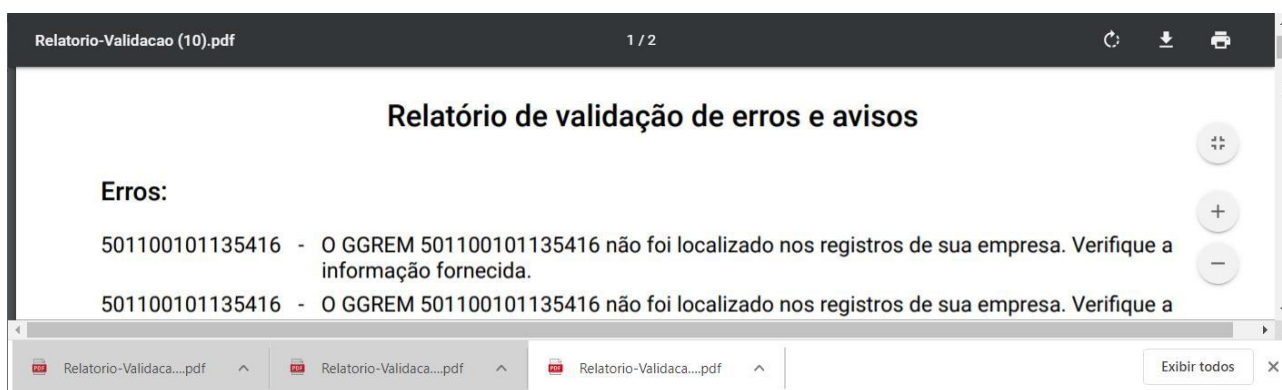 Relatorio-Validacao (10).pdf 1 / 2
Relatório de validação de erros e avisos
Erros:
501100101135416 - O GGREM 501100101135416 não foi localizado nos registros de sua empresa. Verifique a
informação fornecida.
501100101135416 - O GGREM 501100101135416 não foi localizado nos registros de sua empresa. Verifique a
Relatorio-Validaca....pdf Relatorio-Validaca....pdf Relatorio-Validaca....pdf Exibir todos